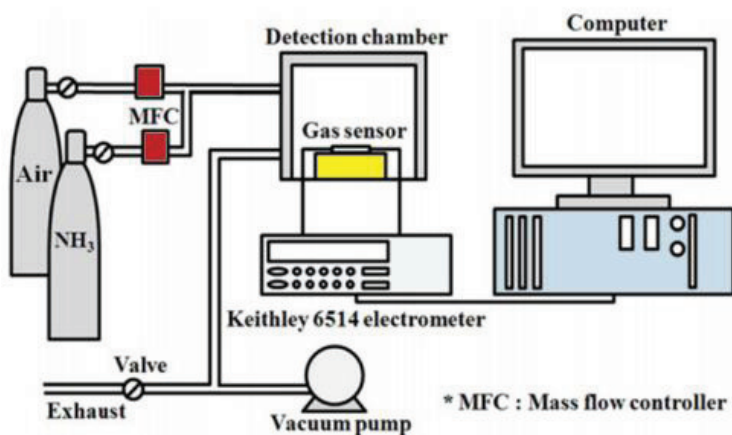 Detection chamber
Computer
MFC
Gas sensor
Air
NH₃
Keithley 6514 electrometer
Valve
Exhaust
Vacuum pump
* MFC : Mass flow controller